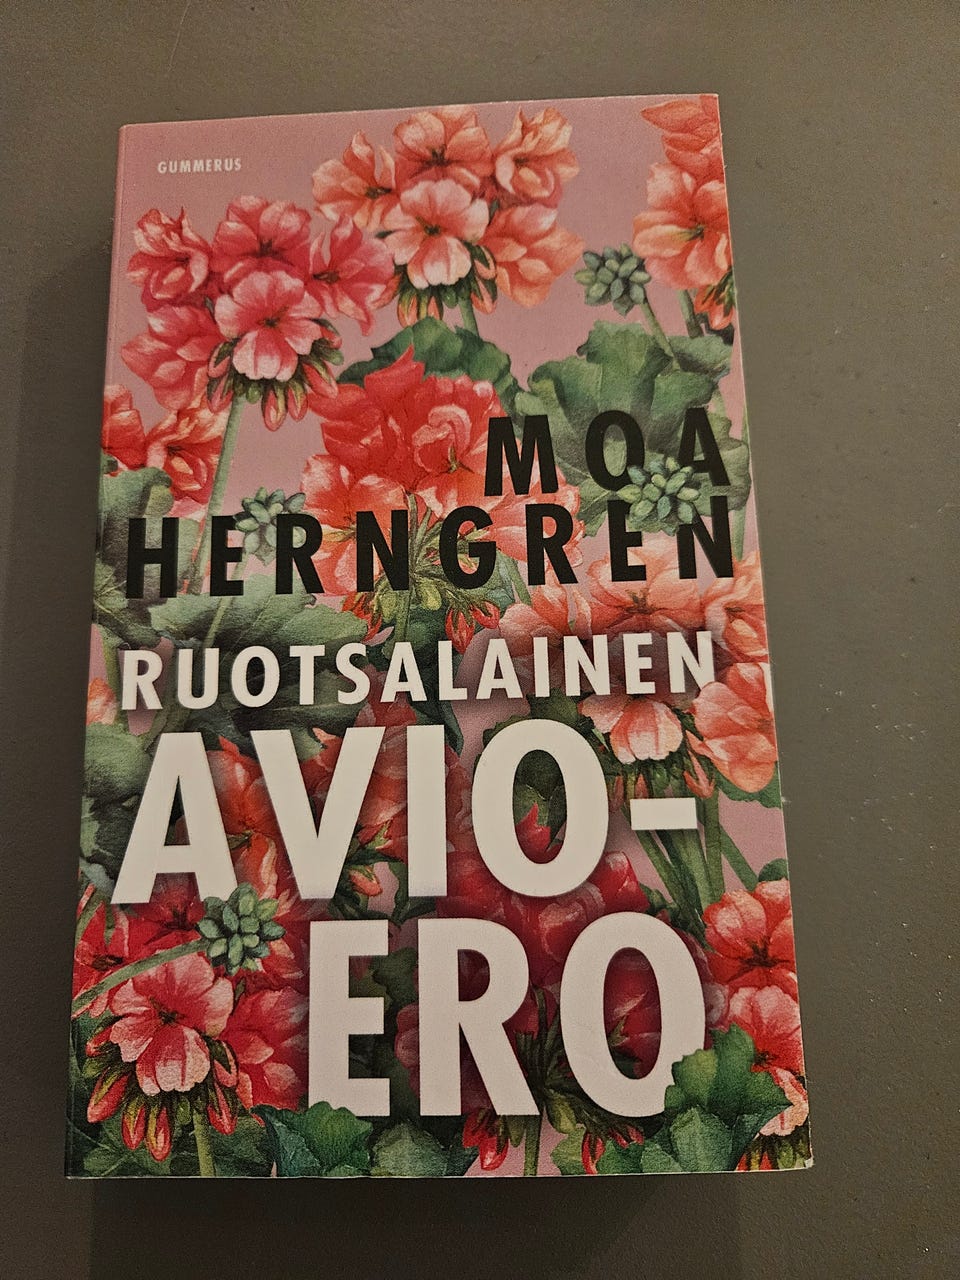 GUMMERUS
MOA
HERNGREN
RUOTSALAINEN
AVIO-
ERO